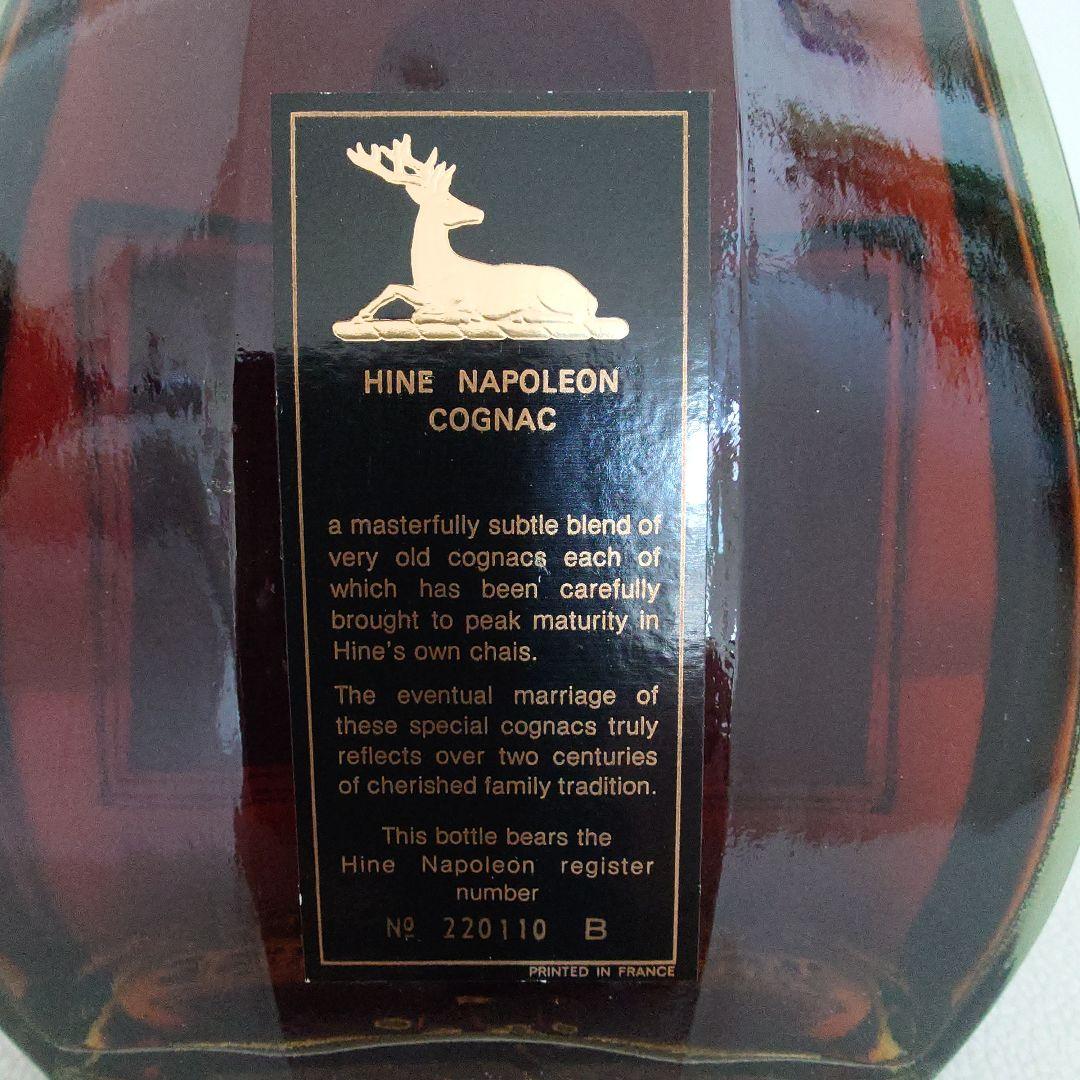 HINE NAPOLEON
COGNAC
a masterfully subtle blend of
very old cognacs each of
which has been carefully
brought to peak maturity in
Hine's own chais.
The eventual marriage of
these special cognacs truly
reflects over two centuries
of cherished family tradition.
This bottle bears the
Hine Napoleon register
number
Nº 220110 B
PRINTED IN FRANCE